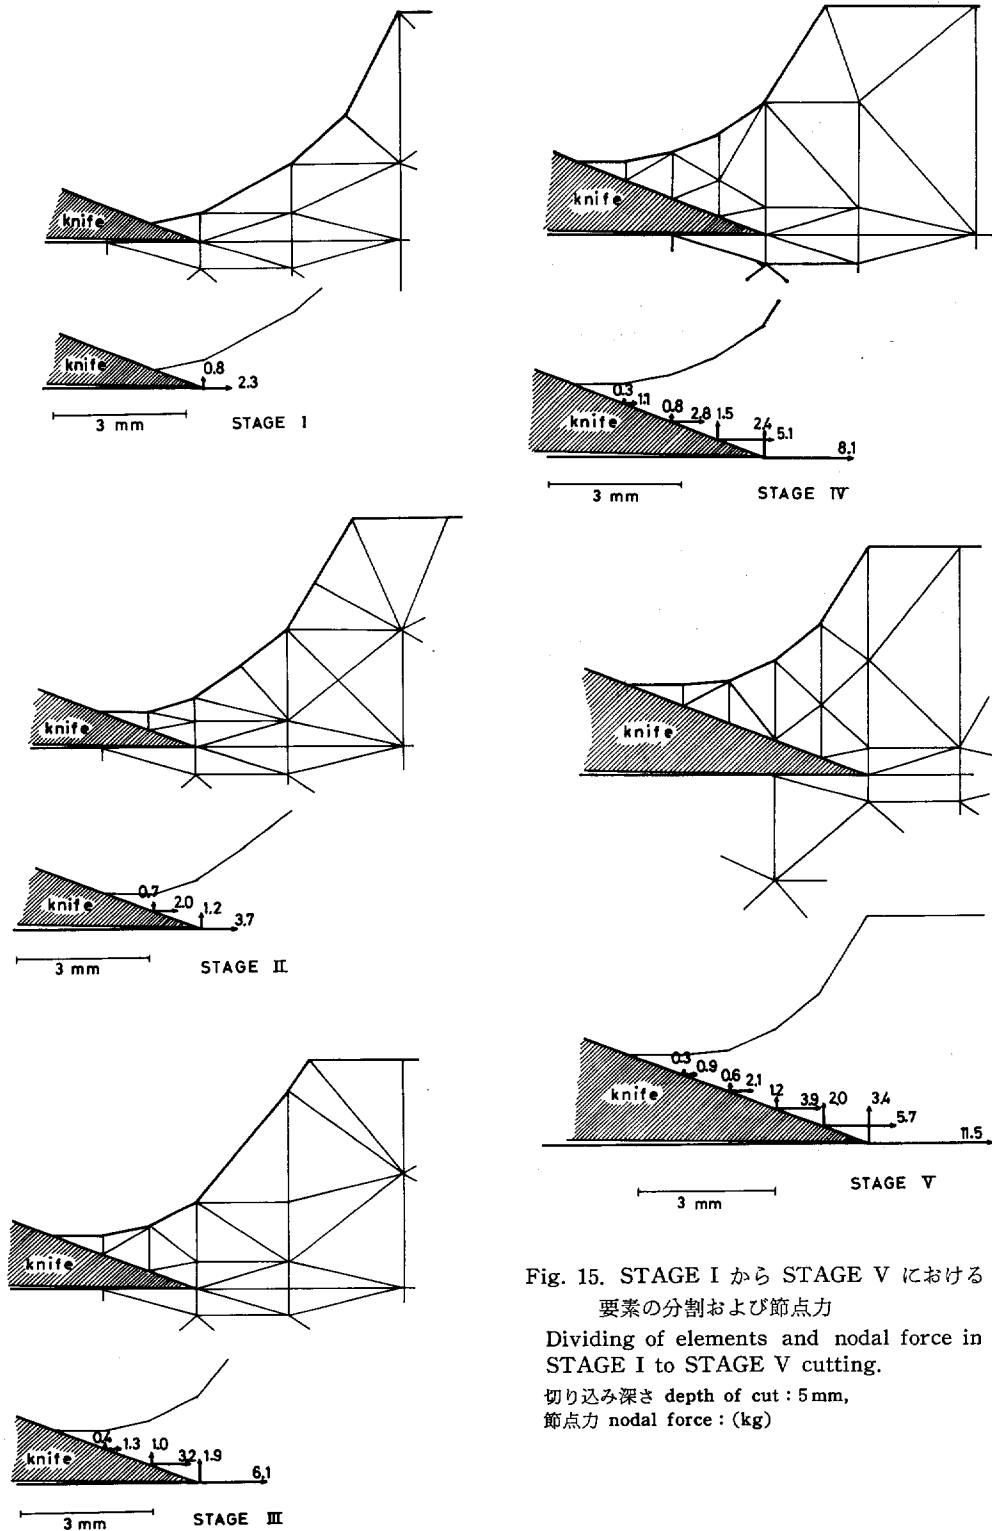 knife
knife
0.8
2.3
3 mm
STAGE I
knife
knife
0.7
2.0
1.2
3.7
3 mm
STAGE II
knife
knife
0.4
1.3
1.0
3.2
1.9
6.1
3 mm
STAGE III
knife
knife
0.3
1.1
0.8
2.8
1.5
2.4
5.1
8.1
3 mm
STAGE IV
knife
knife
0.3
0.9
0.6
2.1
1.2
3.9
2.0
3.4
5.7
11.5
3 mm
STAGE V
Fig. 15. STAGE I から STAGE V における
要素の分割および節点力
Dividing of elements and nodal force in
STAGE I to STAGE V cutting.
切り込み深さ depth of cut : 5 mm,
節点力 nodal force : (kg)